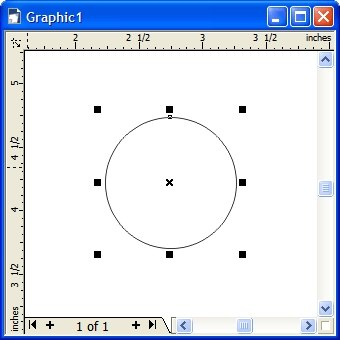 Graphic1
2 2 1/2 3 3 1/2 inches
5
4 1/2
4
3 1/2
inches
1 of 1